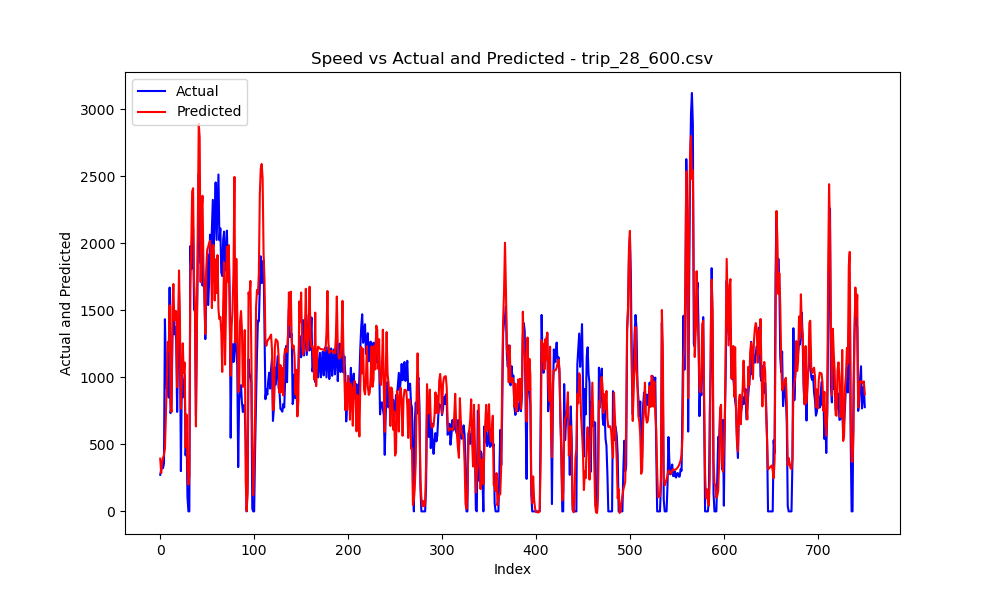 Speed vs Actual and Predicted - trip_28_600.csv
Actual
Predicted
Actual and Predicted
3000
2500
2000
1500
1000
500
0
0 100 200 300 400 500 600 700
Index